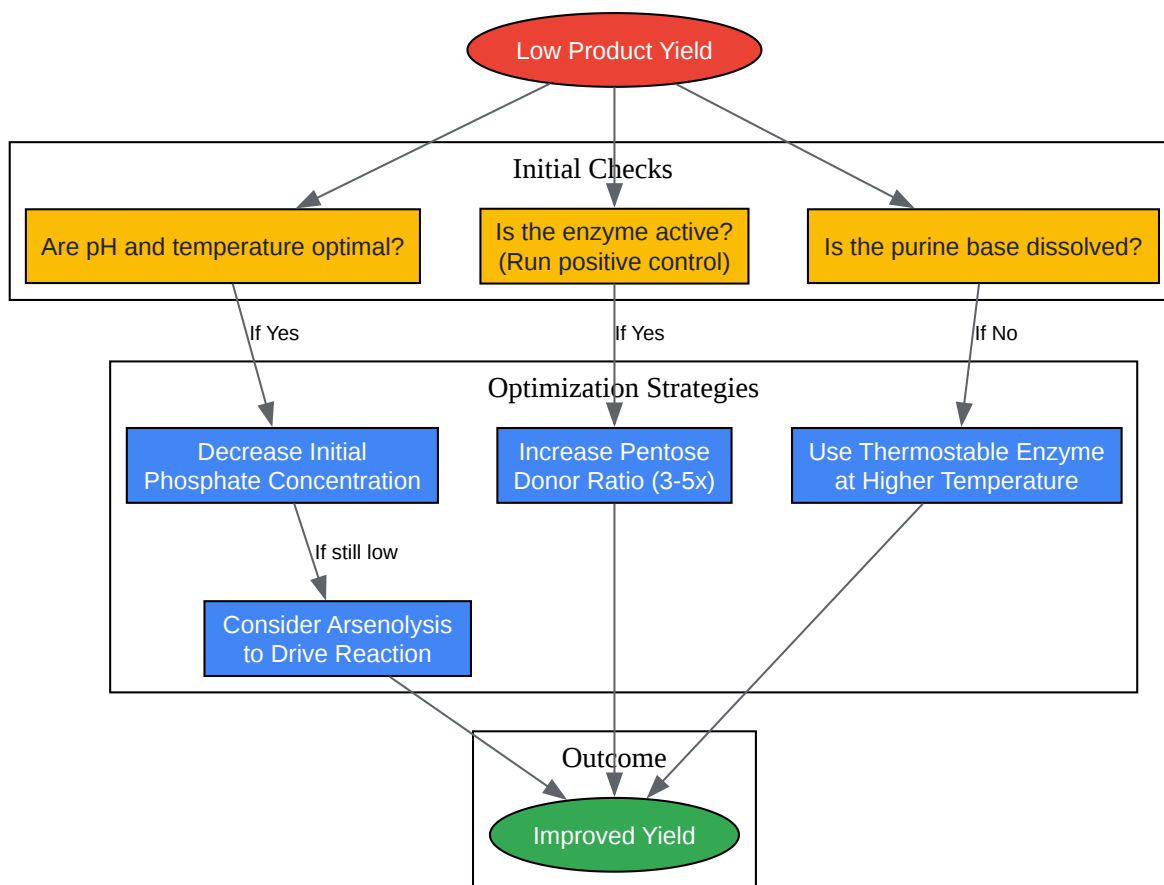 Low Product Yield
Initial Checks
Are pH and temperature optimal?
Is the enzyme active?
(Run positive control)
Is the purine base dissolved?
If Yes
If Yes
If No
Optimization Strategies
Decrease Initial
Phosphate Concentration
Increase Pentose
Donor Ratio (3-5x)
Use Thermostable Enzyme
at Higher Temperature
If still low
Consider Arsenolysis
to Drive Reaction
Outcome
Improved Yield